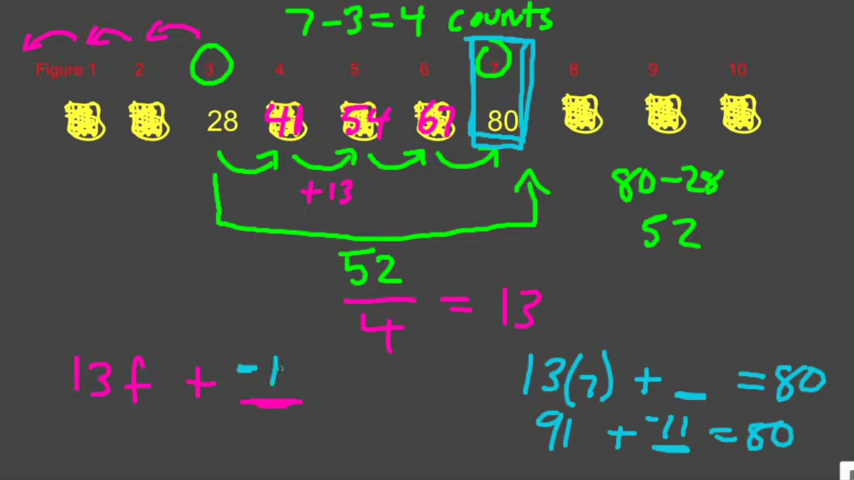 7-3=4 counts
Figure 1 2 3 4 5 6 7 8 9 10
28 41 54 67 80
+13
80-28
52
52
4 = 13
13f + -1
13(7) + _ = 80
91 + -11 = 80